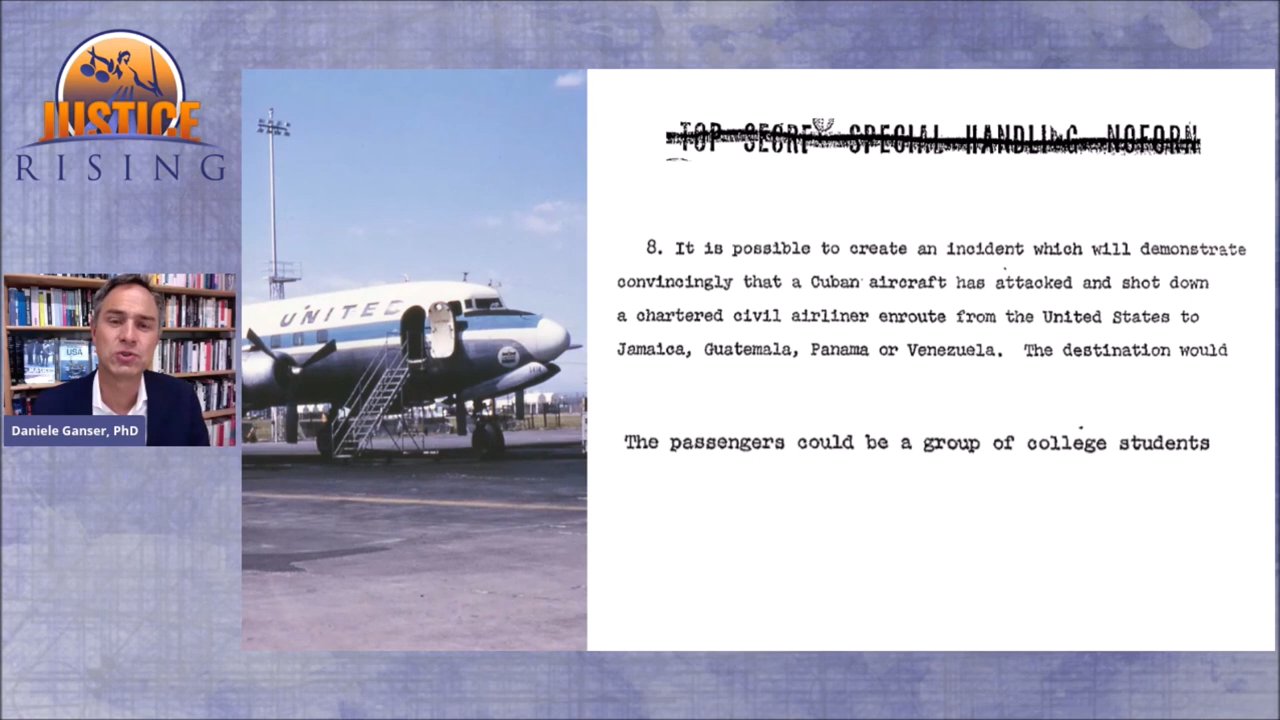 JUSTICE
RISING
Daniele Ganser, PhD
UNITED
USA
TOP SECRET SPECIAL HANDLING NOFORN
8. It is possible to create an incident which will demonstrate
convincingly that a Cuban aircraft has attacked and shot down
a chartered civil airliner enroute from the United States to
Jamaica, Guatemala, Panama or Venezuela. The destination would
The passengers could be a group of college students